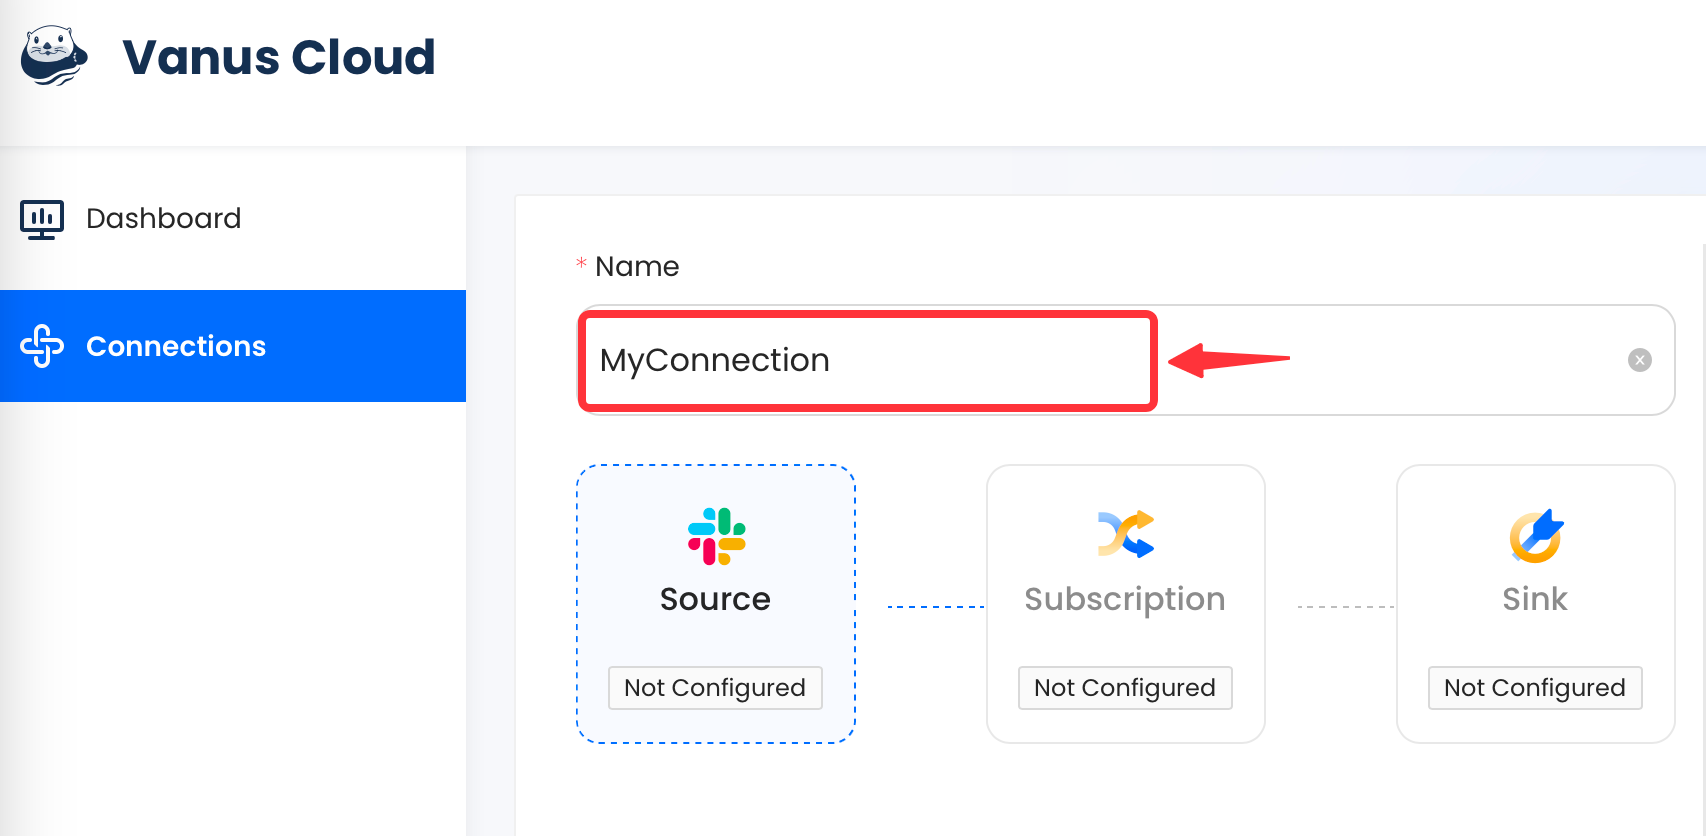 Vanus Cloud
Dashboard
Connections
* Name
MyConnection
Source
Not Configured
Subscription
Not Configured
Sink
Not Configured